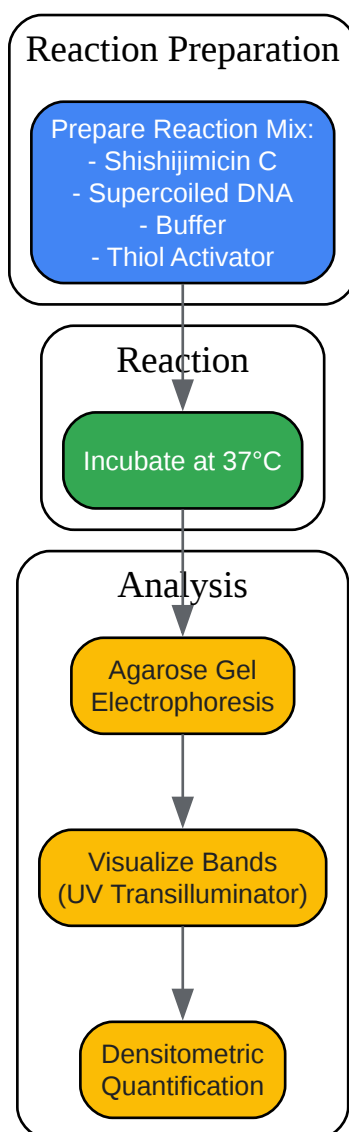 Reaction Preparation
Prepare Reaction Mix:
- Shishijimicin C
- Supercoiled DNA
- Buffer
- Thiol Activator
Reaction
Incubate at 37°C
Analysis
Agarose Gel
Electrophoresis
Visualize Bands
(UV Transilluminator)
Densitometric
Quantification